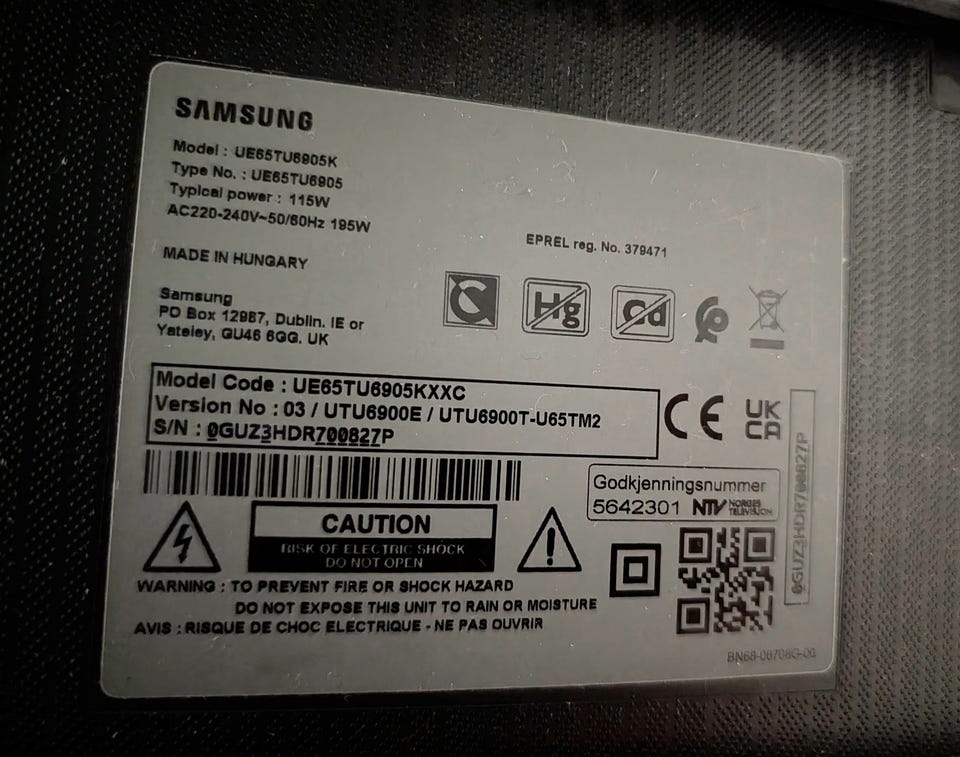 SAMSUNG
Model : UE65TU6905K
Type No. : UE65TU6905
Typical power : 115W
AC220-240V~50/60Hz 195W
EPREL reg. No. 379471
MADE IN HUNGARY
Samsung
PO Box 12987, Dublin. IE or
Yateley, GU46 6GG. UK
Hg
Cd
Model Code : UE65TU6905KXXC
Version No : 03 / UTU6900E / UTU6900T-U65TM2
S/N : 0GUZ3HDR700827P
CE
UK
CA
Godkjenningsnummer
5642301 NTV NORGES
TELEVISJON
0GUZ3HDR700827P
CAUTION
RISK OF ELECTRIC SHOCK
DO NOT OPEN
WARNING : TO PREVENT FIRE OR SHOCK HAZARD
DO NOT EXPOSE THIS UNIT TO RAIN OR MOISTURE
AVIS : RISQUE DE CHOC ELECTRIQUE - NE PAS OUVRIR